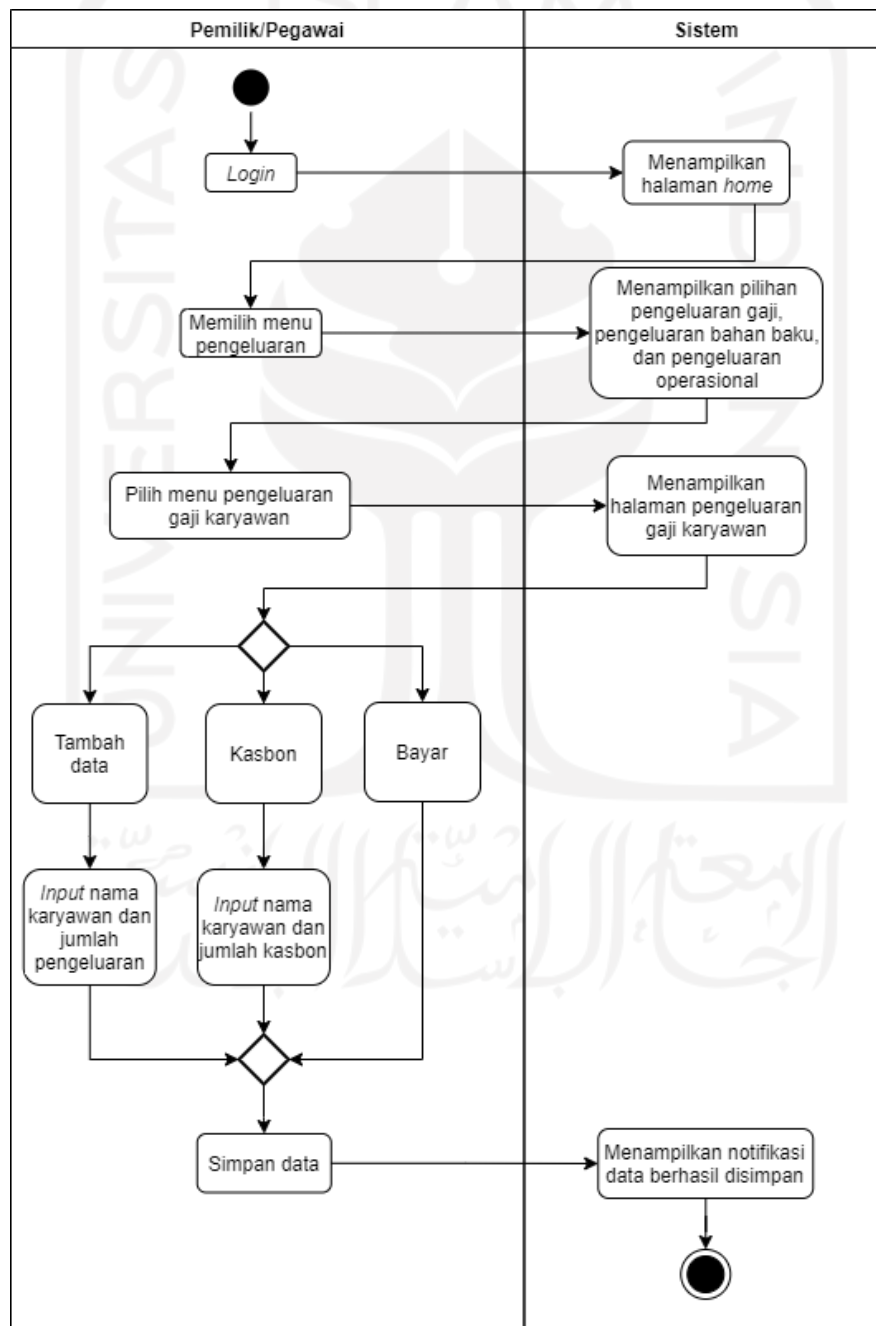 Pemilik/Pegawai
Sistem
Login
Menampilkan
halaman home
Memilih menu
pengeluaran
Menampilkan pilihan
pengeluaran gaji,
pengeluaran bahan baku,
dan pengeluaran
operasional
Pilih menu pengeluaran
gaji karyawan
Menampilkan
halaman pengeluaran
gaji karyawan
Tambah
data
Kasbon
Bayar
Input nama
karyawan dan
jumlah
pengeluaran
Input nama
karyawan dan
jumlah kasbon
Simpan data
Menampilkan notifikasi
data berhasil disimpan
UNIVERSITAS